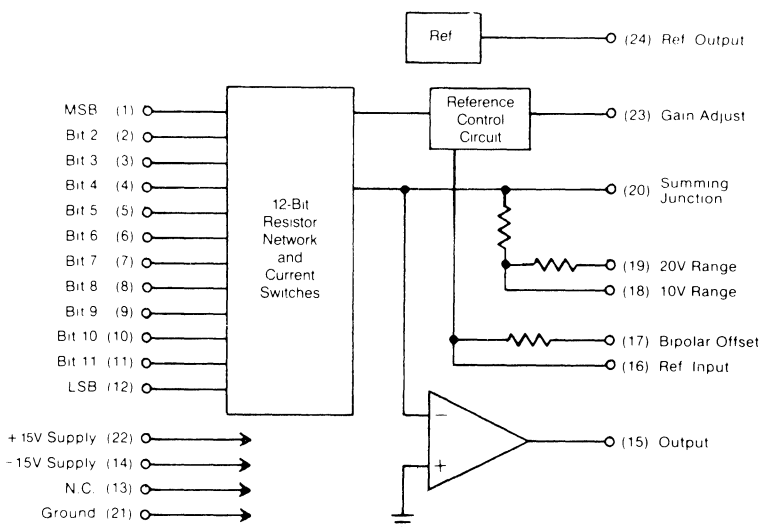 Ref
(24) Ref Output
MSB (1)
Bit 2 (2)
Bit 3 (3)
Bit 4 (4)
Bit 5 (5)
Bit 6 (6)
Bit 7 (7)
Bit 8 (8)
Bit 9 (9)
Bit 10 (10)
Bit 11 (11)
LSB (12)
12-Bit
Resistor
Network
and
Current
Switches
Reference
Control
Circuit
(23) Gain Adjust
(20) Summing
Junction
(19) 20V Range
(18) 10V Range
(17) Bipolar Offset
(16) Ref Input
−
+
(15) Output
+15V Supply (22)
-15V Supply (14)
N.C. (13)
Ground (21)